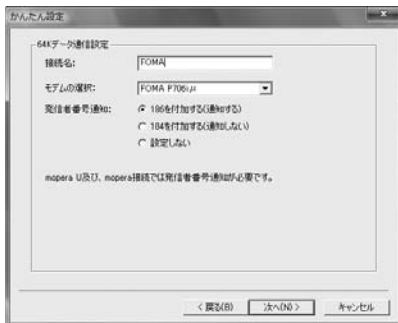 かんたん設定
64Kデータ通信設定
接続名: FOMA
モデムの選択: FOMA P706iμ
発信者番号通知: 186を付加する(通知する)
184を付加する(通知しない)
設定しない
mopera U及び、mopera接続では発信者番号通知が必要です。
< 戻る(B) 次へ(N) > キャンセル